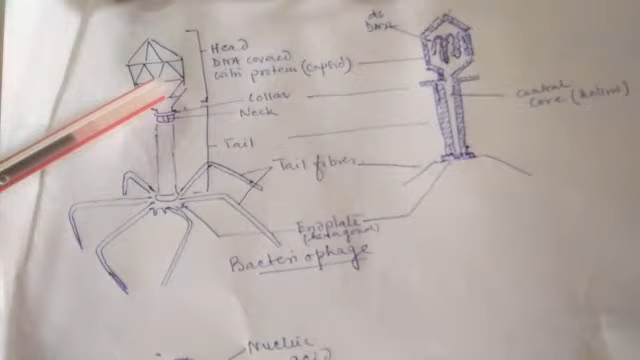 ds
DNA
Head
DNA covered
with protein (Capsid)
Collar
Neck
central
core (hollow)
Tail
Tail fibres
Endplate
(hexagonal)
Bacteriophage
Nucleic
acid